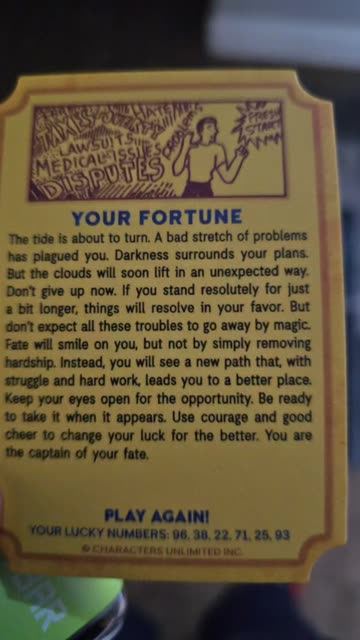 LAWSUITS
MEDICAL ISSUES
DISPUTES
FRESH
START
YOUR FORTUNE
The tide is about to turn. A bad stretch of problems
has plagued you. Darkness surrounds your plans.
But the clouds will soon lift in an unexpected way.
Don't give up now. If you stand resolutely for just
a bit longer, things will resolve in your favor. But
don't expect all these troubles to go away by magic.
Fate will smile on you, but not by simply removing
hardship. Instead, you will see a new path that, with
struggle and hard work, leads you to a better place.
Keep your eyes open for the opportunity. Be ready
to take it when it appears. Use courage and good
cheer to change your luck for the better. You are
the captain of your fate.
PLAY AGAIN!
YOUR LUCKY NUMBERS: 96, 38, 22, 71, 25, 93
© CHARACTERS UNLIMITED INC.